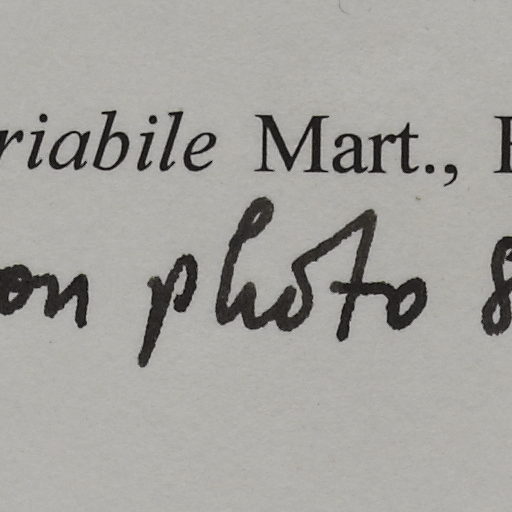 riabile Mart.,
on photo